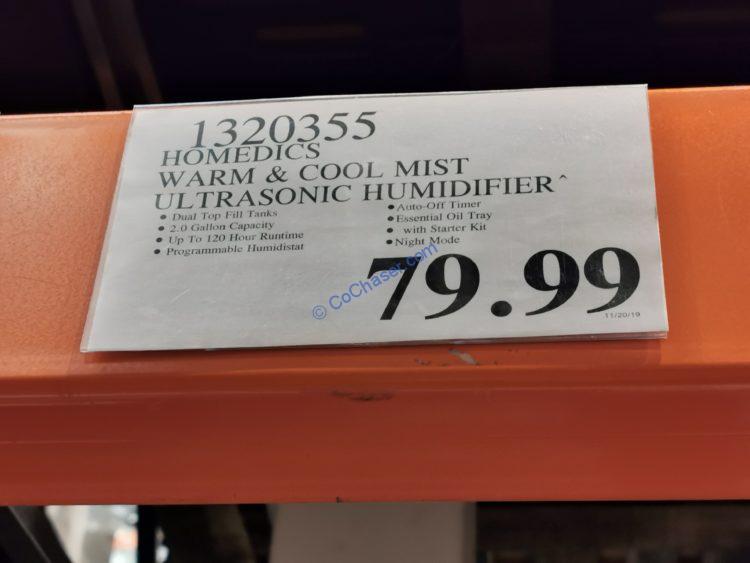 1320355
HOMEDICS
WARM & COOL MIST
ULTRASONIC HUMIDIFIER^
• Dual Top Fill Tanks
• 2.0 Gallon Capacity
• Up To 120 Hour Runtime
• Programmable Humidistat
• Auto-Off Timer
• Essential Oil Tray
• with Starter Kit
• Night Mode
79.99
11/20/19
© CoChaser.com